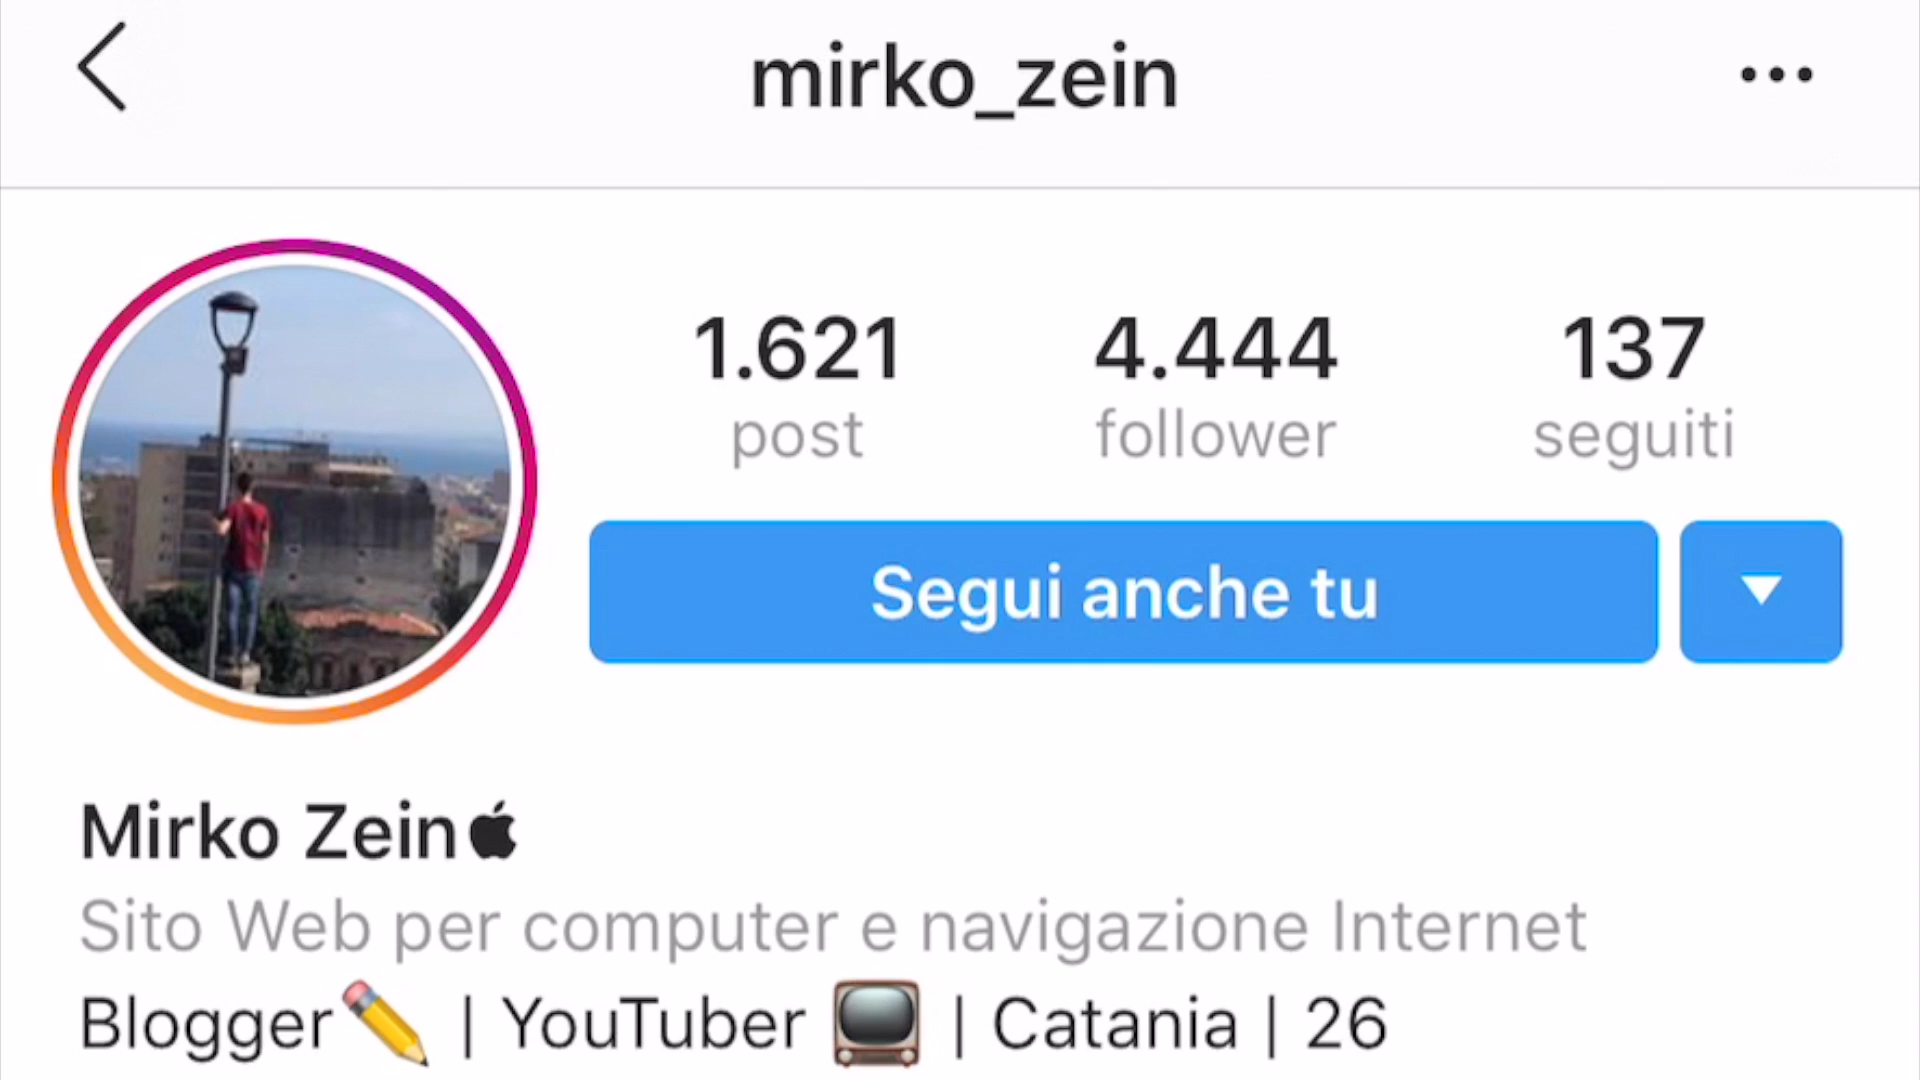 mirko_zein
1.621 4.444 137
post follower seguiti
Segui anche tu
Mirko Zein
Sito Web per computer e navigazione Internet
Blogger✏️ | YouTuber 📺 | Catania | 26